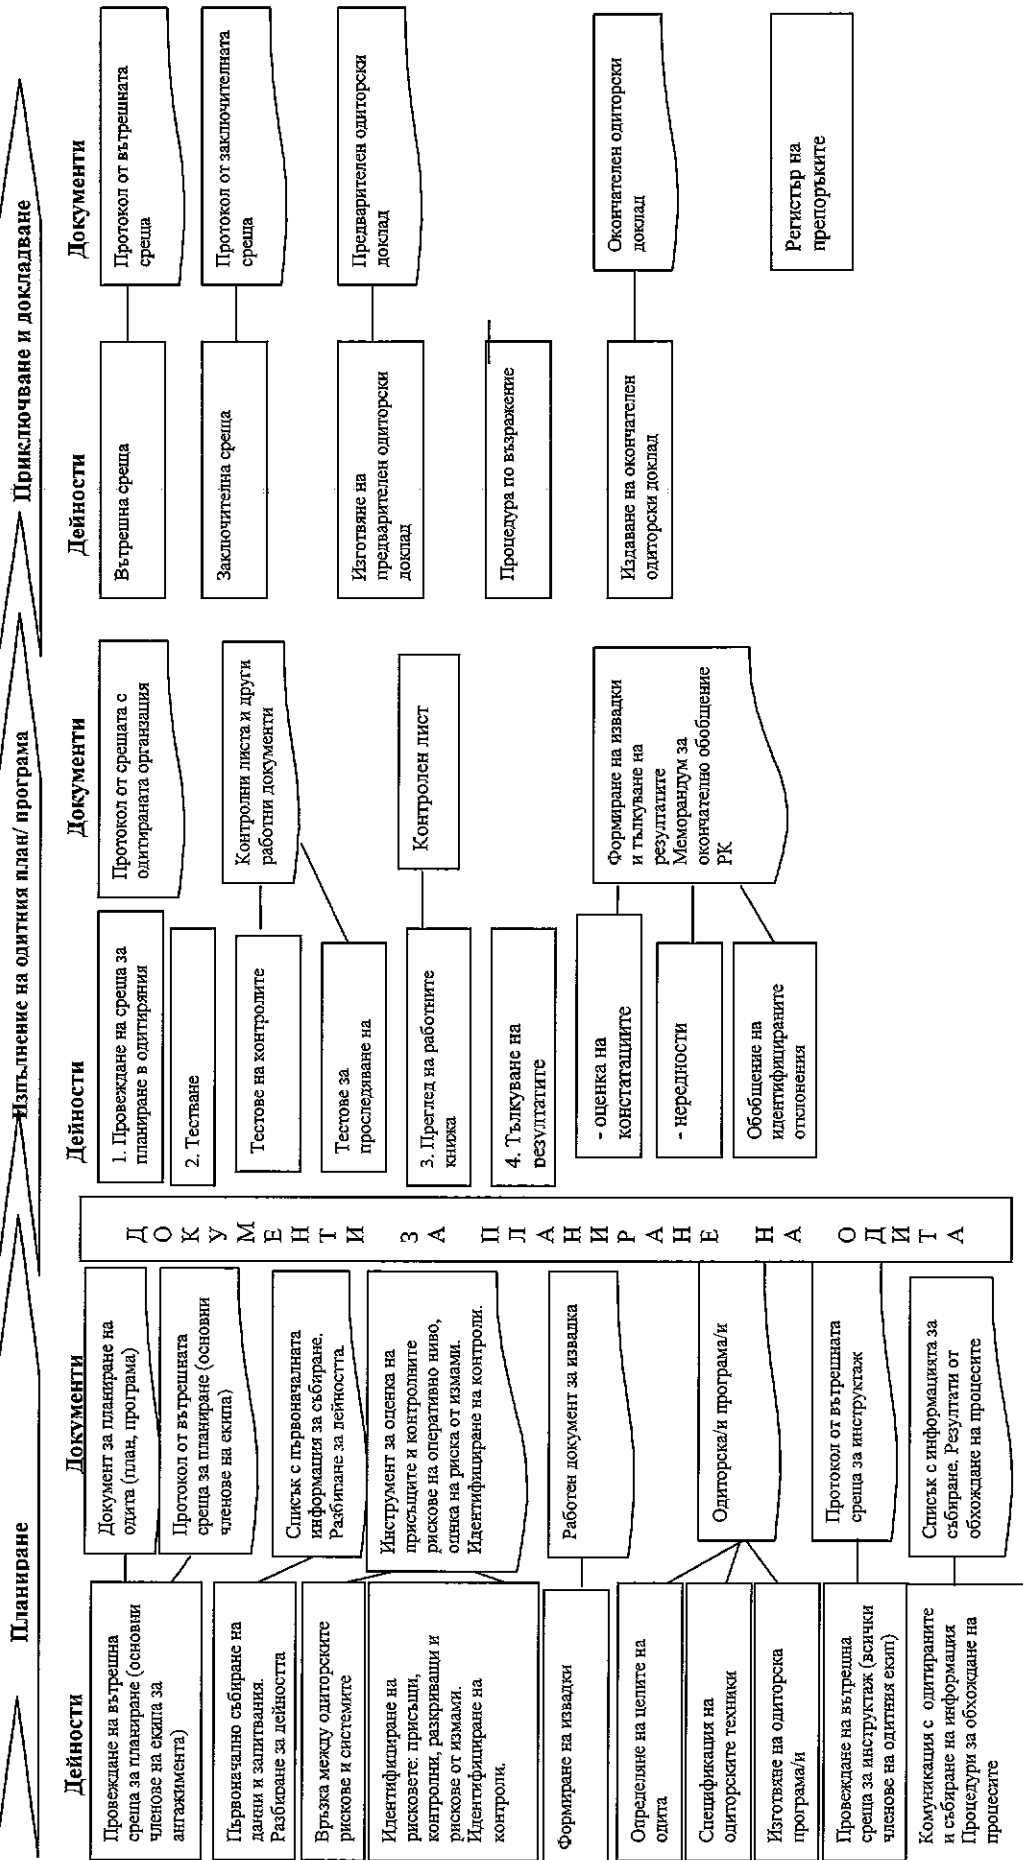 Планиране
Изпълнение на одитния план/ програма
Приключване и докладване
Дейности
Документи
Дейности
Документи
Дейности
Документи
Провеждане на вътрешна
среща за планиране (основни
членове на екипа за
ангажимента)
Първоначално събиране на
данни и запитвания.
Разбиране за дейността
Връзка между одиторските
рискове и системите
Идентифициране на
рисковете: присъщи,
контролни, разкриващи и
рискове от измами.
Идентифициране на
контроли.
Формиране на извадки
Определяне на целите на
одита
Спецификация на
одиторските техники
Изготвяне на одиторска
програма/и
Провеждане на вътрешна
среща за инструктаж (всички
членове на одитния екип)
Комуникация с одитираните
и събиране на информация
Процедури за обхождане на
процесите
Документ за планиране на
одита (план, програма)
Протокол от вътрешната
среща за планиране (основни
членове на екипа)
Списък с първоначалната
информация за събиране.
Разбиране за дейността.
Инструмент за оценка на
присъщите и контролните
рискове на оперативно ниво,
оценка на риска от измами.
Идентифициране на контроли.
Работен документ за извадка
Одиторска/и програма/и
Протокол от вътрешната
среща за инструктаж
Списък с информацията за
събиране. Резултати от
обхождане на процесите
ДОКУМЕНТИ ЗА ПЛАНИРАНЕ НА ОДИТА
1. Провеждане на среща за
планиране в одитиряния
2. Тестване
Тестове на контролите
Тестове за
проследяване на
3. Преглед на работните
книжа
4. Тълкуване на
резултатите
- оценка на
констатациите
- нередности
Обобщение на
идентифицираните
отклонения
Протокол от срещата с
одитираната организация
Контролни листа и други
работни документи
Контролен лист
Формиране на извадки
и тълкуване на
резултатите
Меморандум за
окончателно обобщение
РК
Вътрешна среща
Заключителна среща
Изготвяне на
предварителен одиторски
доклад
Процедура по възражение
Издаване на окончателен
одиторски доклад
Протокол от вътрешната
среща
Протокол от заключителната
среща
Предварителен одиторски
доклад
Окончателен одиторски
доклад
Регистър на
препоръките